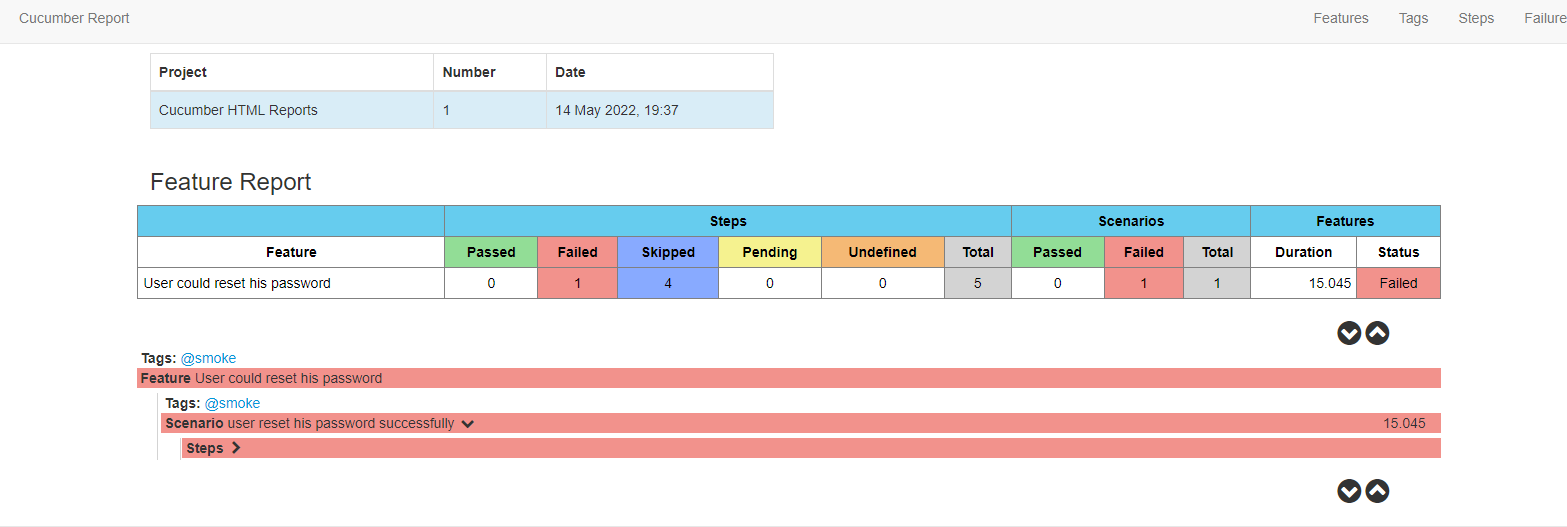 Cucumber Report Features Tags Steps Failure
Project Number Date
Cucumber HTML Reports 1 14 May 2022, 19:37
Feature Report
Steps Scenarios Features
Feature Passed Failed Skipped Pending Undefined Total Passed Failed Total Duration Status
User could reset his password 0 1 4 0 0 5 0 1 1 15.045 Failed
Tags: @smoke
Feature User could reset his password
Tags: @smoke
Scenario user reset his password successfully 15.045
Steps